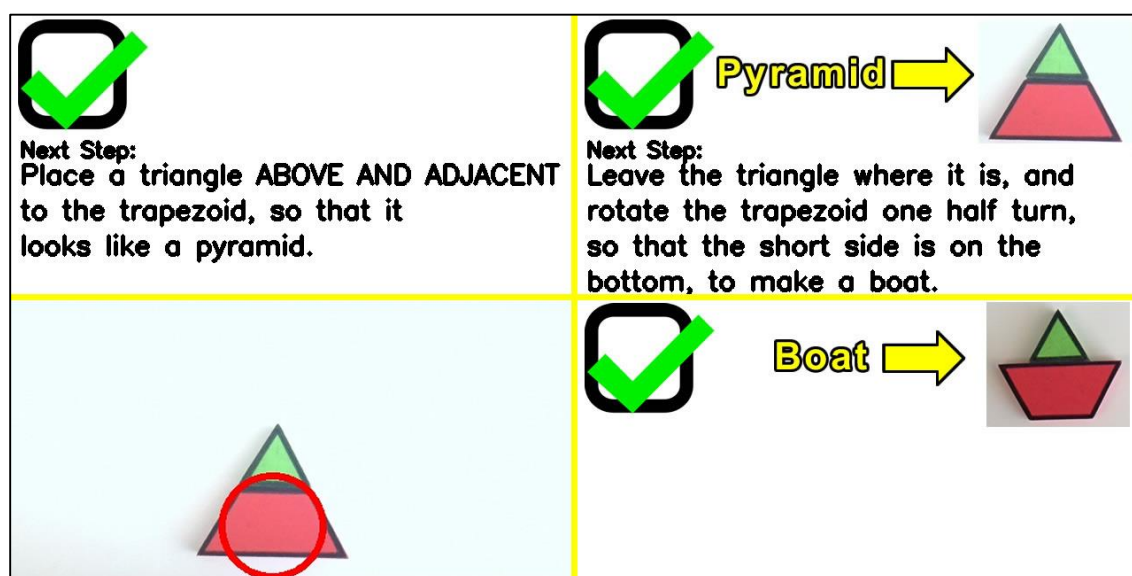 Next Step:
Place a triangle ABOVE AND ADJACENT
to the trapezoid, so that it
looks like a pyramid.
Pyramid
Next Step:
Leave the triangle where it is, and
rotate the trapezoid one half turn,
so that the short side is on the
bottom, to make a boat.
Boat